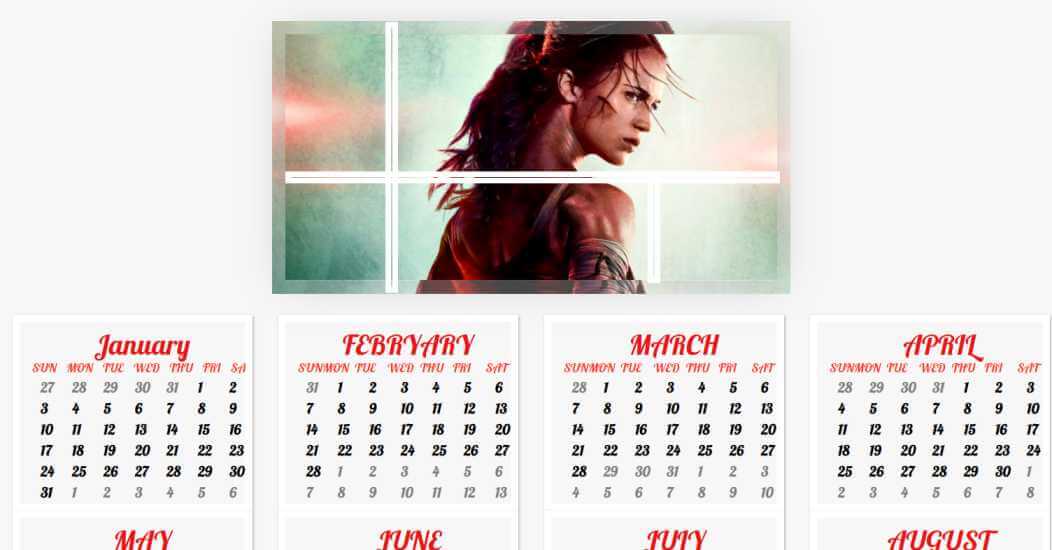 January
SUN MON TUE WED THU FRI SA
27 28 29 30 31 1 2
3 4 5 6 7 8 9
10 11 12 13 14 15 16
17 18 19 20 21 22 23
24 25 26 27 28 29 30
31 1 2 3 4 5 6
FEBRUARY
SUN MON TUE WED THU FRI SAT
31 1 2 3 4 5 6
7 8 9 10 11 12 13
14 15 16 17 18 19 20
21 22 23 24 25 26 27
28 1 2 3 4 5 6
7 8 9 10 11 12 13
MARCH
SUN MON TUE WED THU FRI SAT
28 1 2 3 4 5 6
7 8 9 10 11 12 13
14 15 16 17 18 19 20
21 22 23 24 25 26 27
28 29 30 31 1 2 3
4 5 6 7 8 9 10
APRIL
SUN MON TUE WED THU FRI SAT
28 29 30 31 1 2 3
4 5 6 7 8 9 10
11 12 13 14 15 16 17
18 19 20 21 22 23 24
25 26 27 28 29 30 1
2 3 4 5 6 7 8
MAY
JUNE
JULY
AUGUST